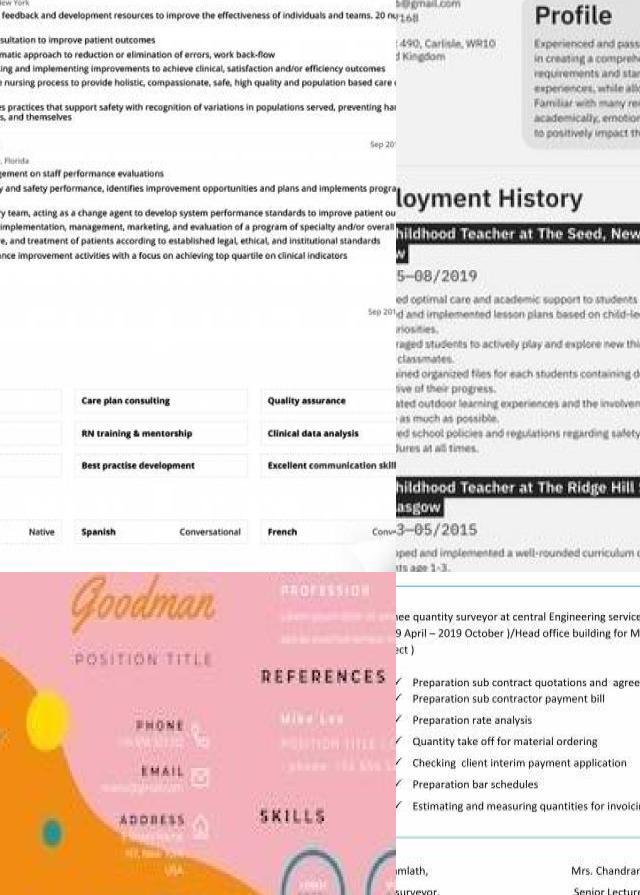 New York
feedback and development resources to improve the effectiveness of individuals and teams. 20 nu
sultation to improve patient outcomes
matic approach to reduction or elimination of errors, work back-flow
ing and implementing improvements to achieve clinical, satisfaction and/or efficiency outcomes
e nursing process to provide holistic, compassionate, safe, high quality and population based care
es practices that support safety with recognition of variations in populations served, preventing har
s, and themselves
Sep 20
, Florida
gement on staff performance evaluations
y and safety performance, identifies improvement opportunities and plans and implements progra
ry team, acting as a change agent to develop system performance standards to improve patient ou
implementation, management, marketing, and evaluation of a program of specialty and/or overall
e, and treatment of patients according to established legal, ethical, and institutional standards
nce improvement activities with a focus on achieving top quartile on clinical indicators
Sep 201
Care plan consulting
Quality assurance
RN training & mentorship
Clinical data analysis
Best practise development
Excellent communication skill
Native
Spanish
Conversational
French
Conv
@gmail.com
7168
490, Carlisle, WR10
Kingdom
Profile
Experienced and pass
in creating a comprehe
requirements and stan
experiences, while allo
Familiar with many re
academically, emotion
to positively impact th
loyment History
hildhood Teacher at The Seed, New
w
5–08/2019
ed optimal care and academic support to students
d and implemented lesson plans based on child-le
riosities.
raged students to actively play and explore new thi
classmates.
ined organized files for each students containing d
ive of their progress.
ated outdoor learning experiences and the involvem
as much as possible.
ed school policies and regulations regarding safety
dures at all times.
hildhood Teacher at The Ridge Hill
asgow
3–05/2015
oped and implemented a well-rounded curriculum
ts age 1-3.
Goodman
POSITION TITLE
PHONE
EMAIL
ADDRESS
USA
PROFESSION
REFERENCES
Mike Lee
POSITION TITLE
SKILLS
ee quantity surveyor at central Engineering service
9 April – 2019 October )/Head office building for M
ect )
✓ Preparation sub contract quotations and agree
✓ Preparation sub contractor payment bill
✓ Preparation rate analysis
✓ Quantity take off for material ordering
✓ Checking client interim payment application
✓ Preparation bar schedules
✓ Estimating and measuring quantities for invoicin
mlath,
Mrs. Chandran
surveyor,
Senior Lecture